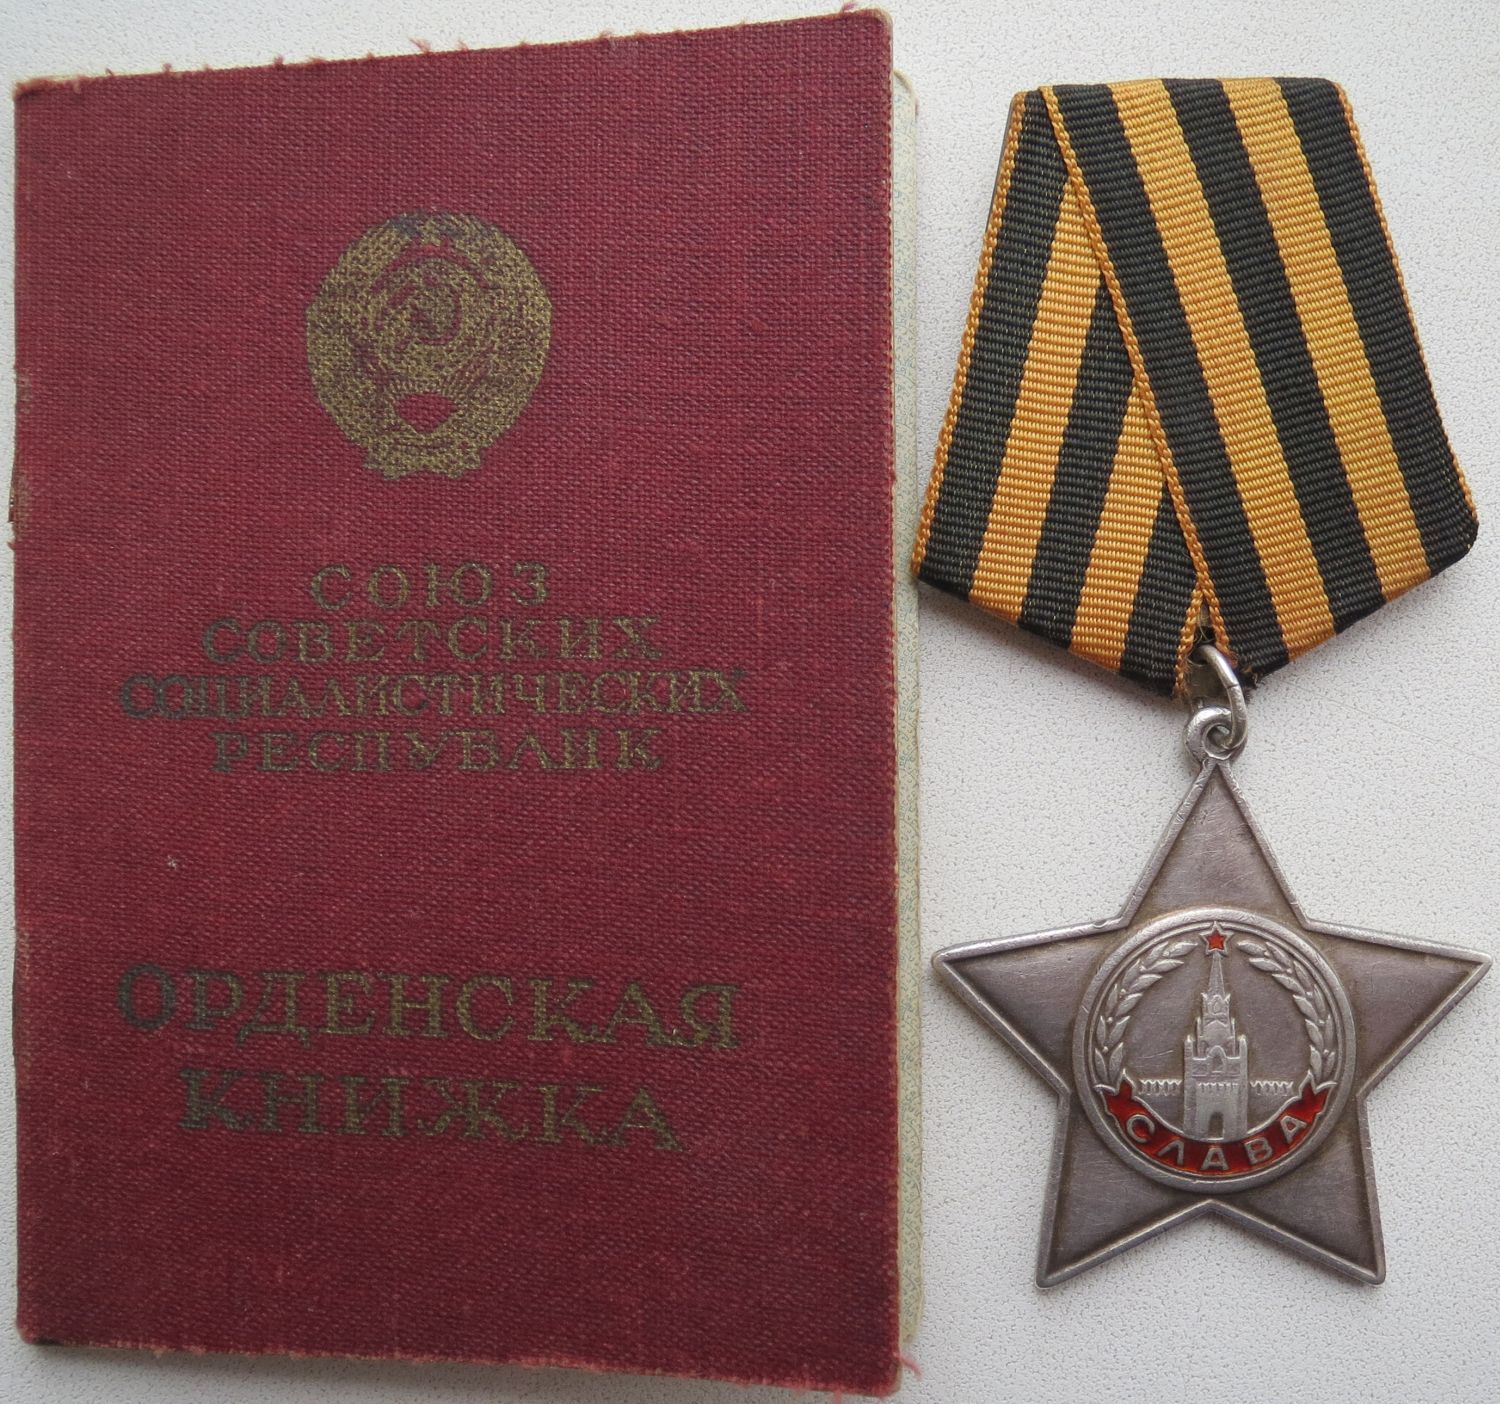 СОЮЗ
СОВЕТСКИХ
СОЦИАЛИСТИЧЕСКИХ
РЕСПУБЛИК
ОРДЕНСКАЯ
КНИЖКА
СЛАВА